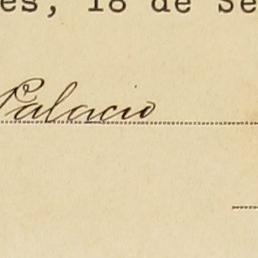 es, 18 de Se
Palacio